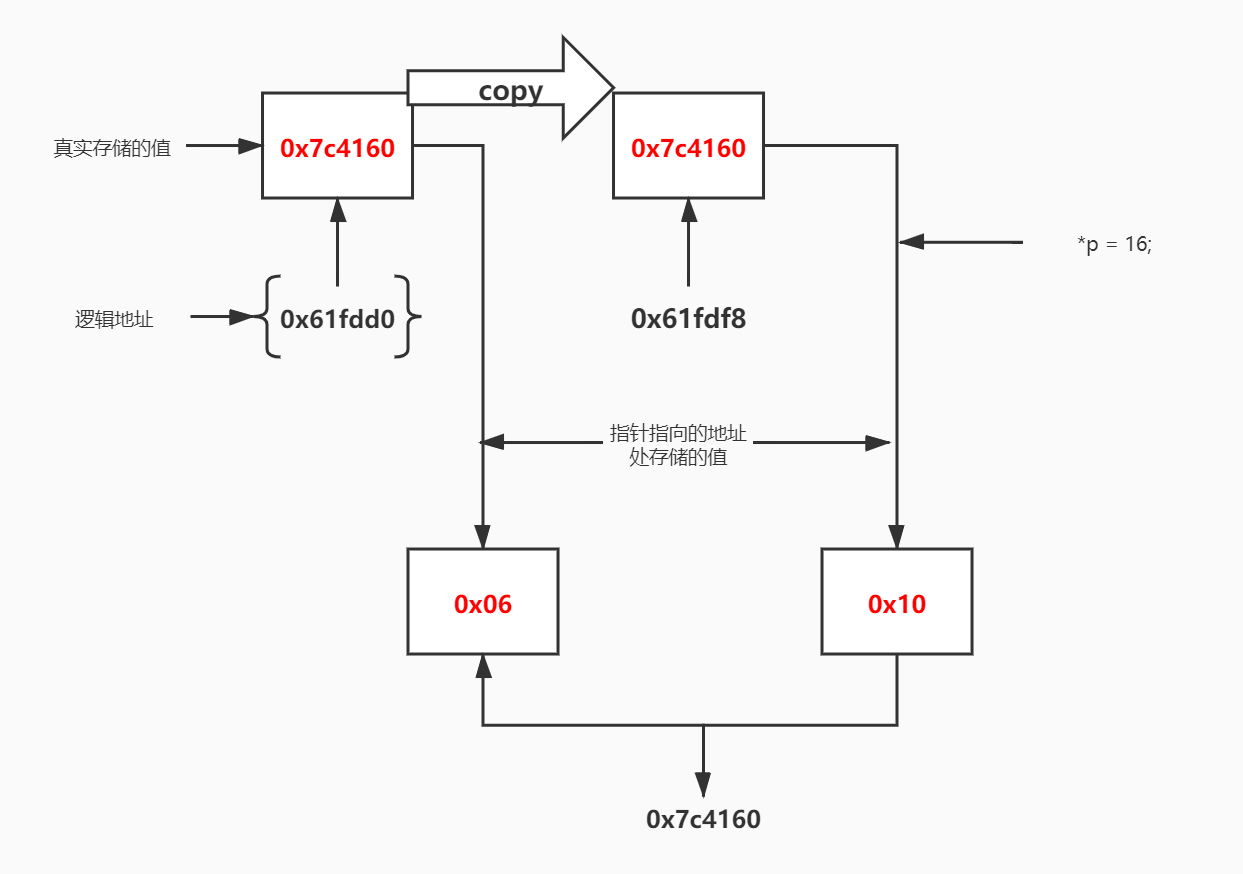 copy
真实存储的值
0x7c4160
0x7c4160
*p = 16;
逻辑地址
0x61fdd0
0x61fdf8
指针指向的地址
处存储的值
0x06
0x10
0x7c4160